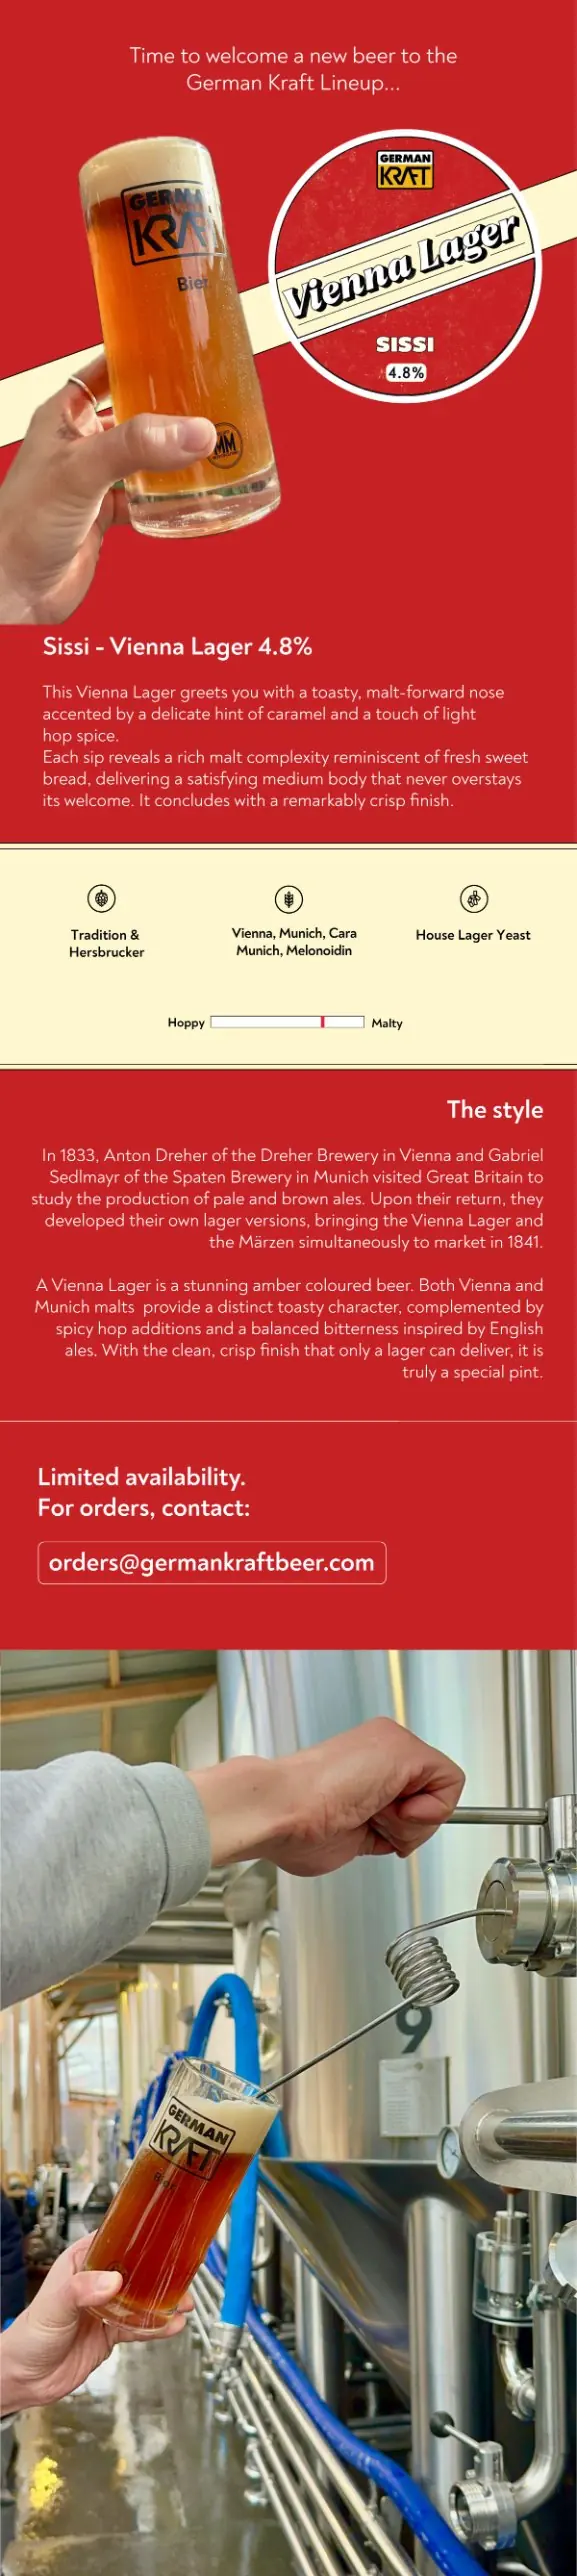 Time to welcome a new beer to the
German Kraft Lineup...
GERMAN
KRAFT
Bier
MM
GERMAN
KRAFT
Vienna Lager
SISSI
4.8%
Sissi - Vienna Lager 4.8%
This Vienna Lager greets you with a toasty, malt-forward nose
accented by a delicate hint of caramel and a touch of light
hop spice.
Each sip reveals a rich malt complexity reminiscent of fresh sweet
bread, delivering a satisfying medium body that never overstays
its welcome. It concludes with a remarkably crisp finish.
Tradition &
Hersbrucker
Vienna, Munich, Cara
Munich, Melonoidin
House Lager Yeast
Hoppy
Malty
The style
In 1833, Anton Dreher of the Dreher Brewery in Vienna and Gabriel
Sedlmayr of the Spaten Brewery in Munich visited Great Britain to
study the production of pale and brown ales. Upon their return, they
developed their own lager versions, bringing the Vienna Lager and
the Märzen simultaneously to market in 1841.
A Vienna Lager is a stunning amber coloured beer. Both Vienna and
Munich malts  provide a distinct toasty character, complemented by
spicy hop additions and a balanced bitterness inspired by English
ales. With the clean, crisp finish that only a lager can deliver, it is
truly a special pint.
Limited availability.
For orders, contact:
orders@germankraftbeer.com
9
GERMAN
KRAFT
Bier